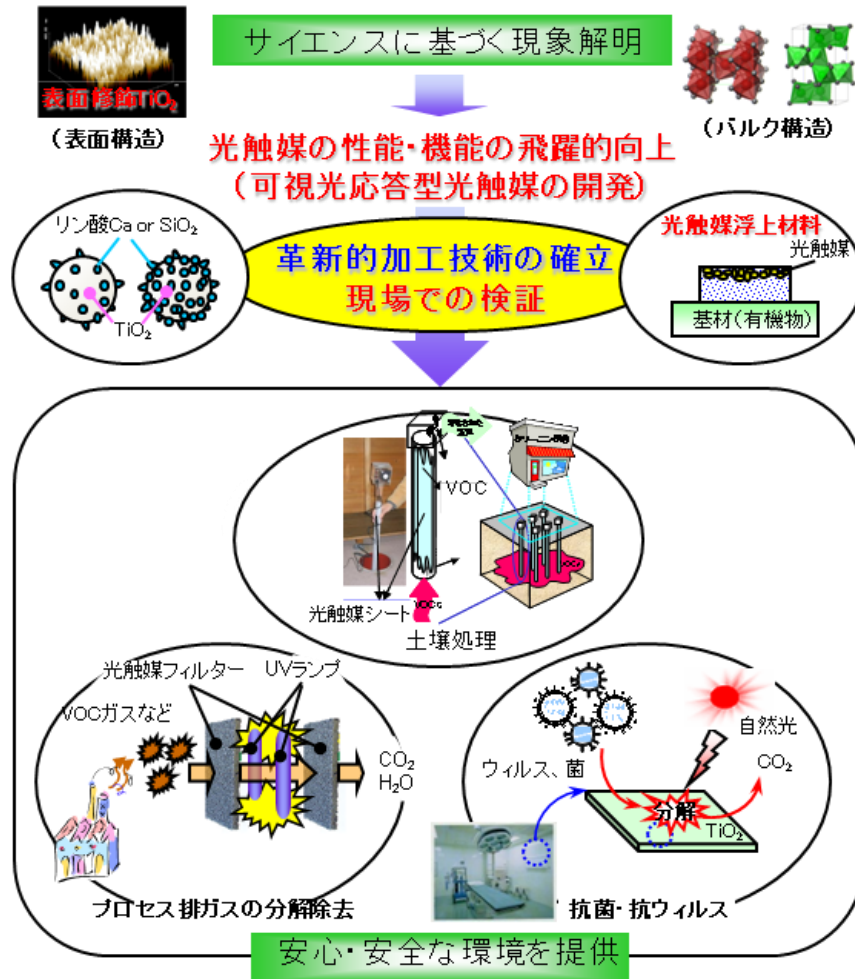 サイエンスに基づく現象解明
表面修飾TiO₂
(表面構造)
(バルク構造)
光触媒の性能・機能の飛躍的向上
(可視光応答型光触媒の開発)
リン酸Ca or SiO₂
TiO₂
革新的加工技術の確立
現場での検証
光触媒浮上材料
光触媒
基材(有機物)
VOC
光触媒シート
土壌処理
光触媒フィルター
UVランプ
VOCガスなど
CO₂
H₂O
プロセス排ガスの分解除去
ウィルス、菌
自然光
CO₂
分解
TiO₂
抗菌・抗ウィルス
安心・安全な環境を提供